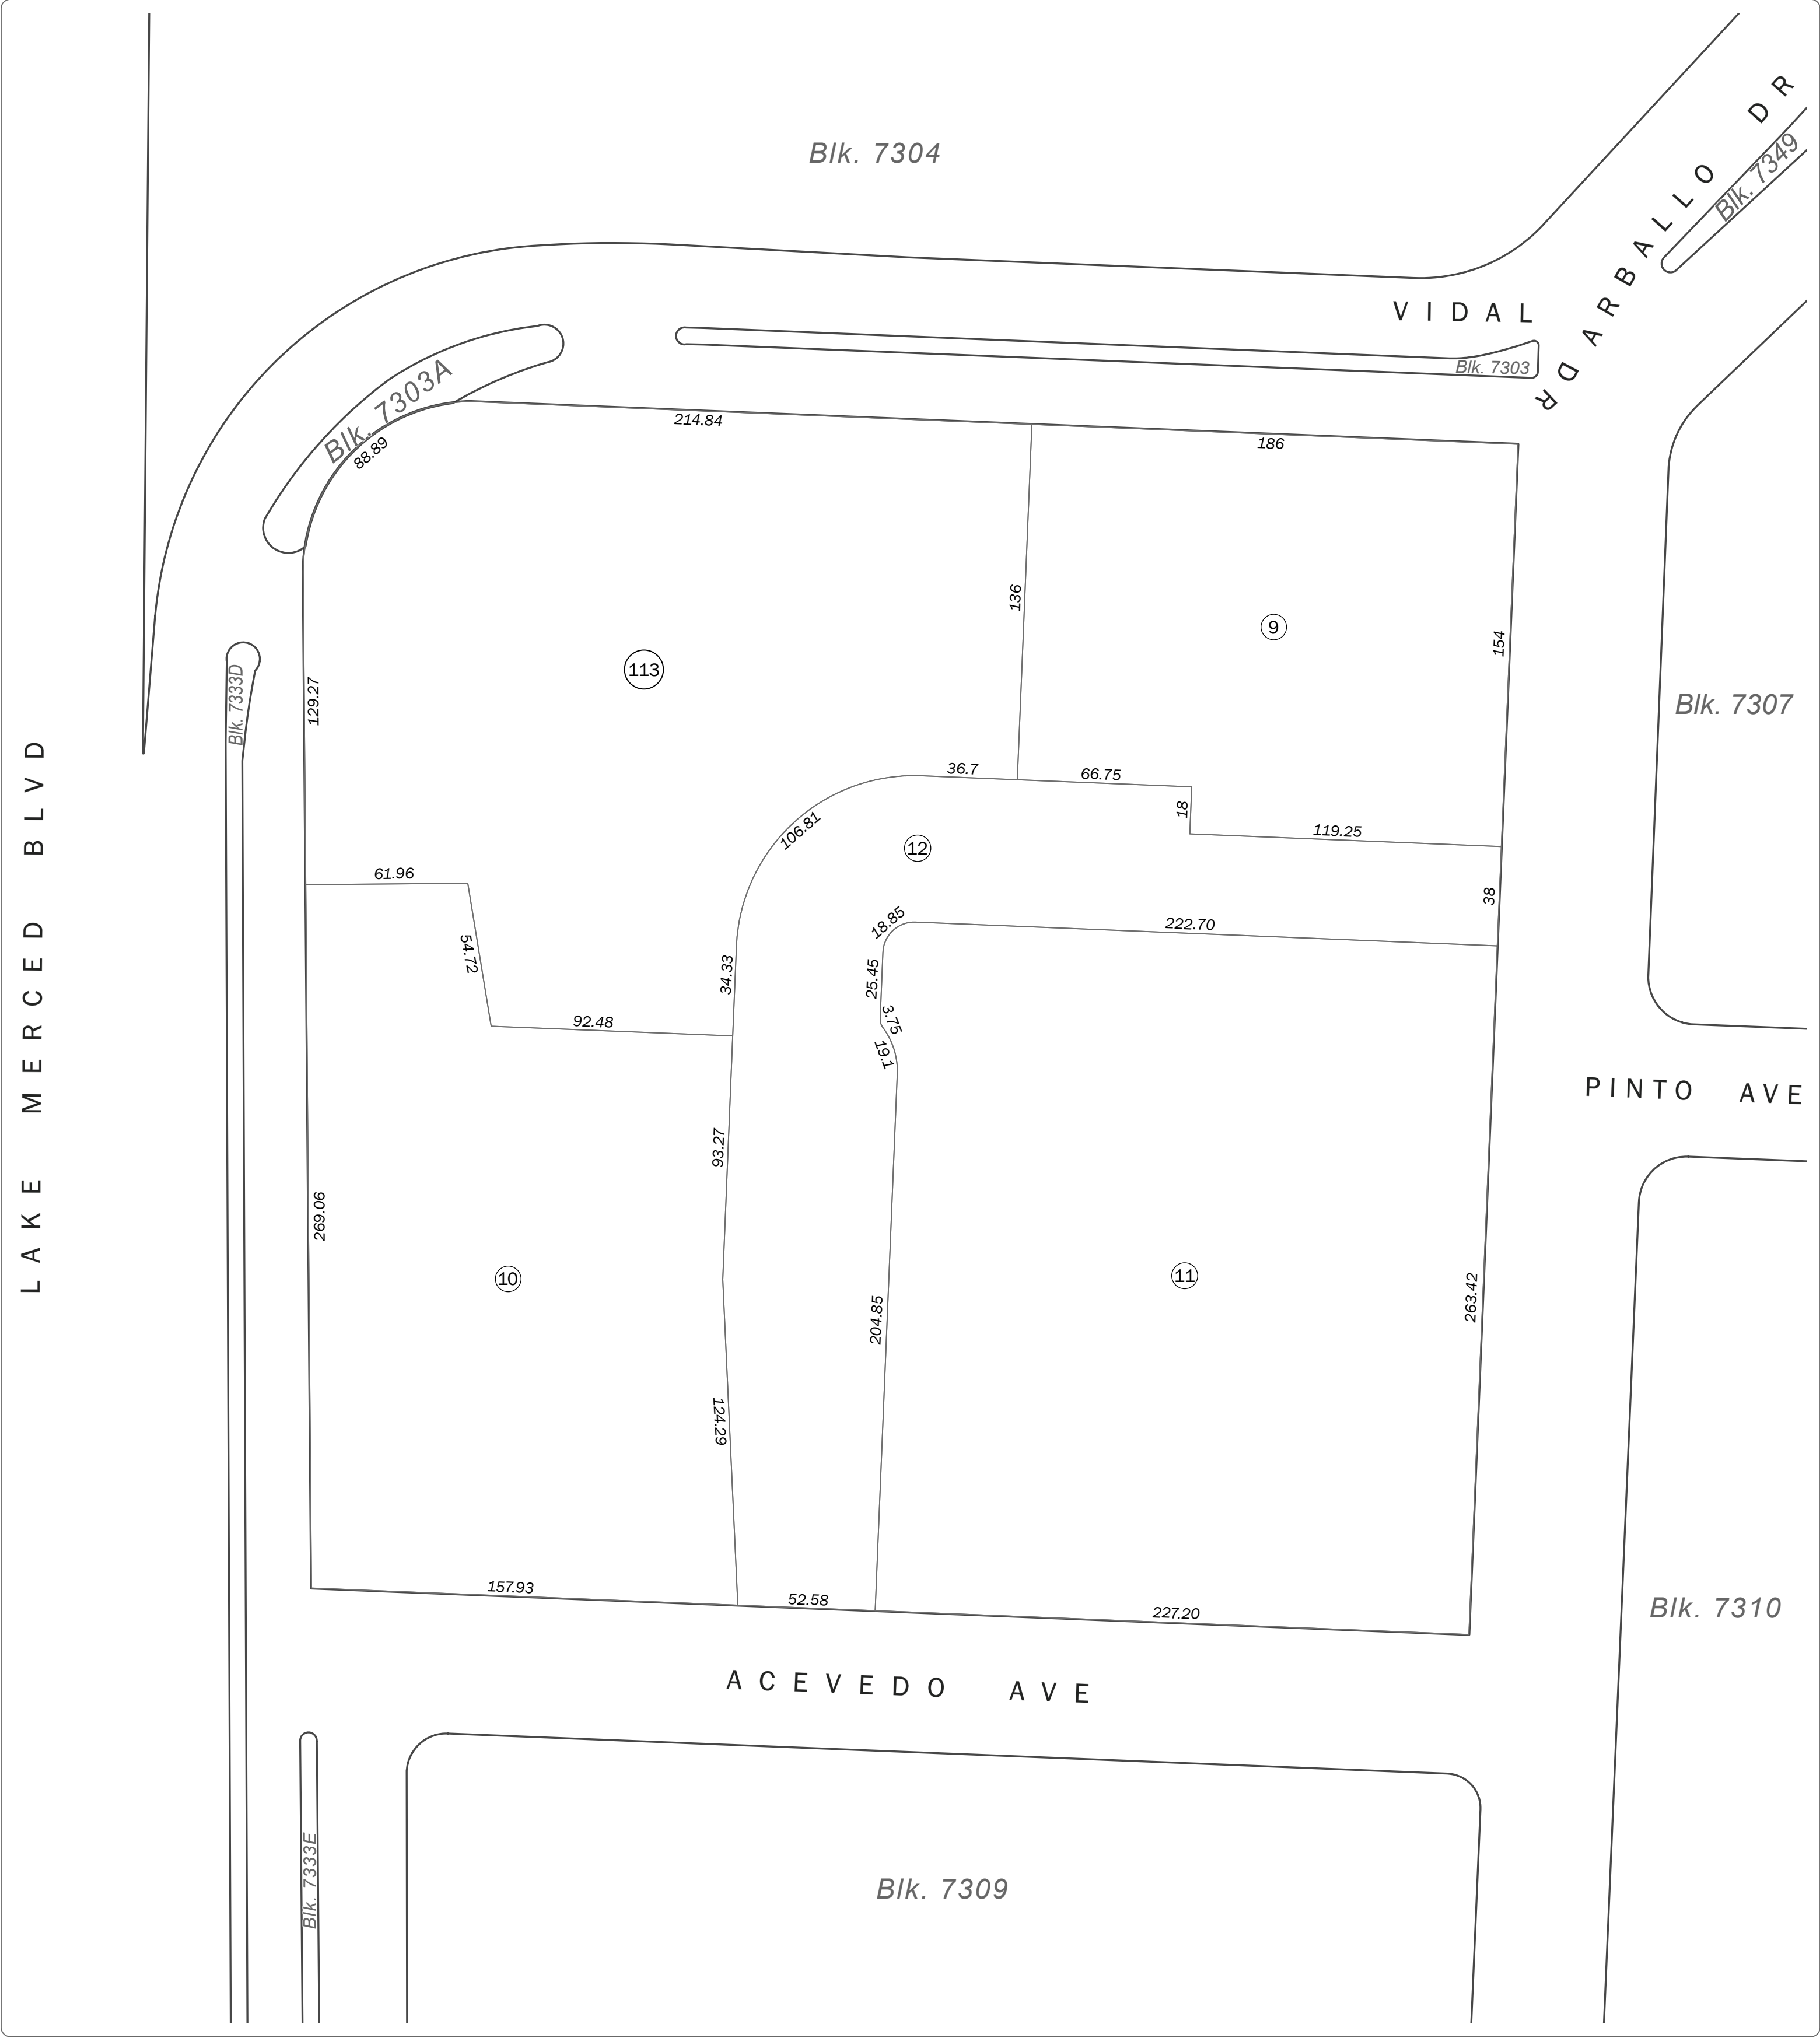 Blk. 7304
DARBALLO DR
Blk. 7349
VIDAL DR
Blk. 7303
Blk. 7303A
88.89
214.84
186
136
9
154
113
Blk. 7333D
129.27
Blk. 7307
LAKE MERCED BLVD
36.7
66.75
18
119.25
106.81
12
61.96
38
18.85
222.70
54.72
34.33
25.45
3.75
92.48
19.1
PINTO AVE
93.27
269.06
10
11
263.42
204.85
124.29
157.93
52.58
227.20
Blk. 7310
ACEVEDO AVE
Blk. 7333E
Blk. 7309